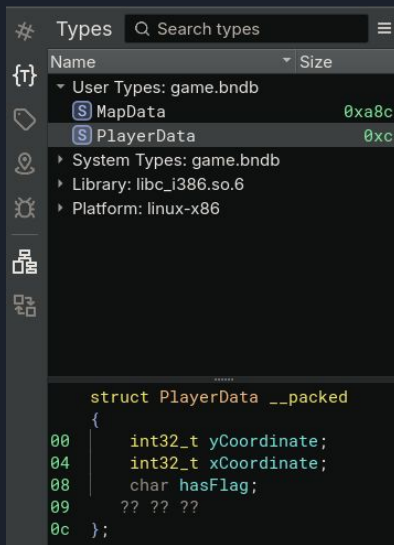 Types Search types
Name Size
User Types: game.bndb
S MapData 0xa8c
S PlayerData 0xc
System Types: game.bndb
Library: libc_i386.so.6
Platform: linux-x86
struct PlayerData __packed
{
00 int32_t yCoordinate;
04 int32_t xCoordinate;
08 char hasFlag;
09 ?? ?? ??
0c };